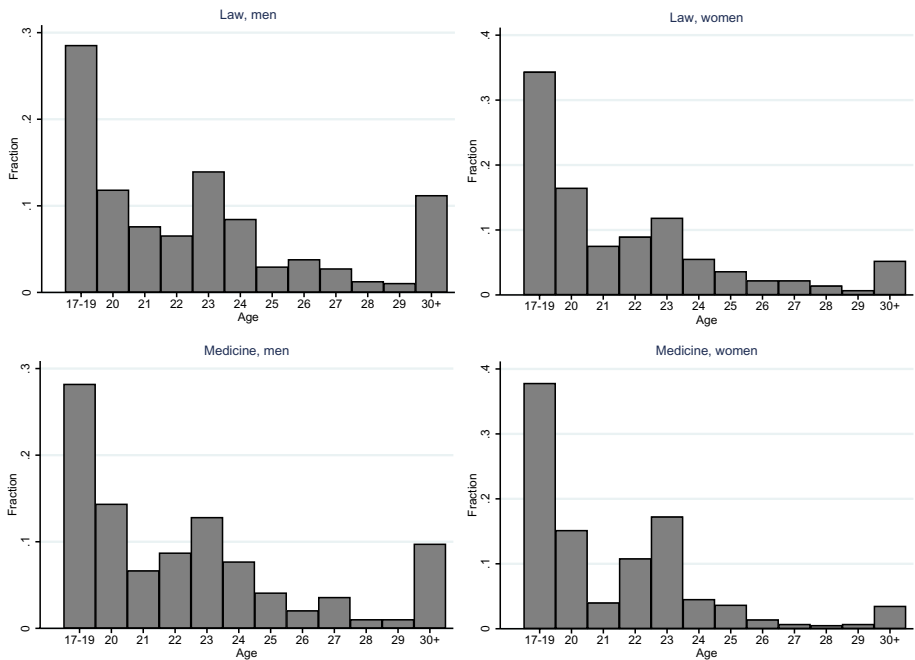 Law, men
.3
.2
.1
0
Fraction
17-19 20 21 22 23 24 25 26 27 28 29 30+
Age
Law, women
.4
.3
.2
.1
0
Fraction
17-19 20 21 22 23 24 25 26 27 28 29 30+
Age
Medicine, men
.3
.2
.1
0
Fraction
17-19 20 21 22 23 24 25 26 27 28 29 30+
Age
Medicine, women
.4
.3
.2
.1
0
Fraction
17-19 20 21 22 23 24 25 26 27 28 29 30+
Age